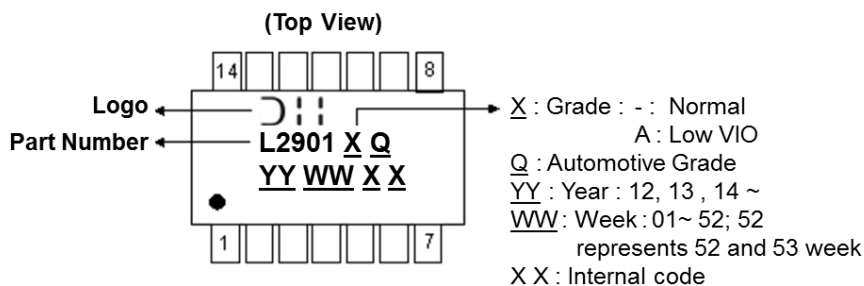 (Top View)
14 8
Logo
Part Number
L2901 X Q
YY WW X X
1 7
X : Grade : - : Normal
A : Low VIO
Q : Automotive Grade
YY : Year : 12, 13 , 14 ~
WW : Week : 01~ 52; 52
represents 52 and 53 week
X X : Internal code